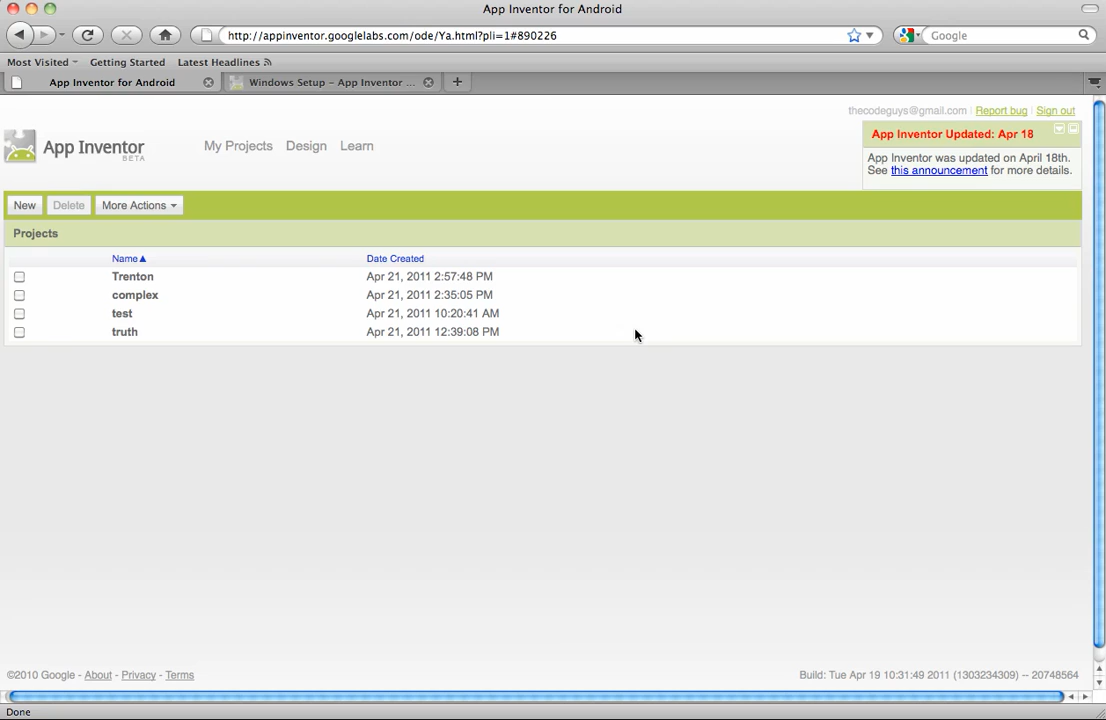 App Inventor for Android
http://appinventor.googlelabs.com/ode/Ya.html?pli=1#890226
Google
Most Visited Getting Started Latest Headlines
App Inventor for Android Windows Setup – App Inventor ...
thecodeguys@gmail.com Report bug Sign out
App Inventor
BETA
My Projects Design Learn
App Inventor Updated: Apr 18
App Inventor was updated on April 18th.
See this announcement for more details.
New Delete More Actions
Projects
Name Date Created
Trenton Apr 21, 2011 2:57:48 PM
complex Apr 21, 2011 2:35:05 PM
test Apr 21, 2011 10:20:41 AM
truth Apr 21, 2011 12:39:08 PM
©2010 Google - About - Privacy - Terms
Build: Tue Apr 19 10:31:49 2011 (1303234309) -- 20748564
Done